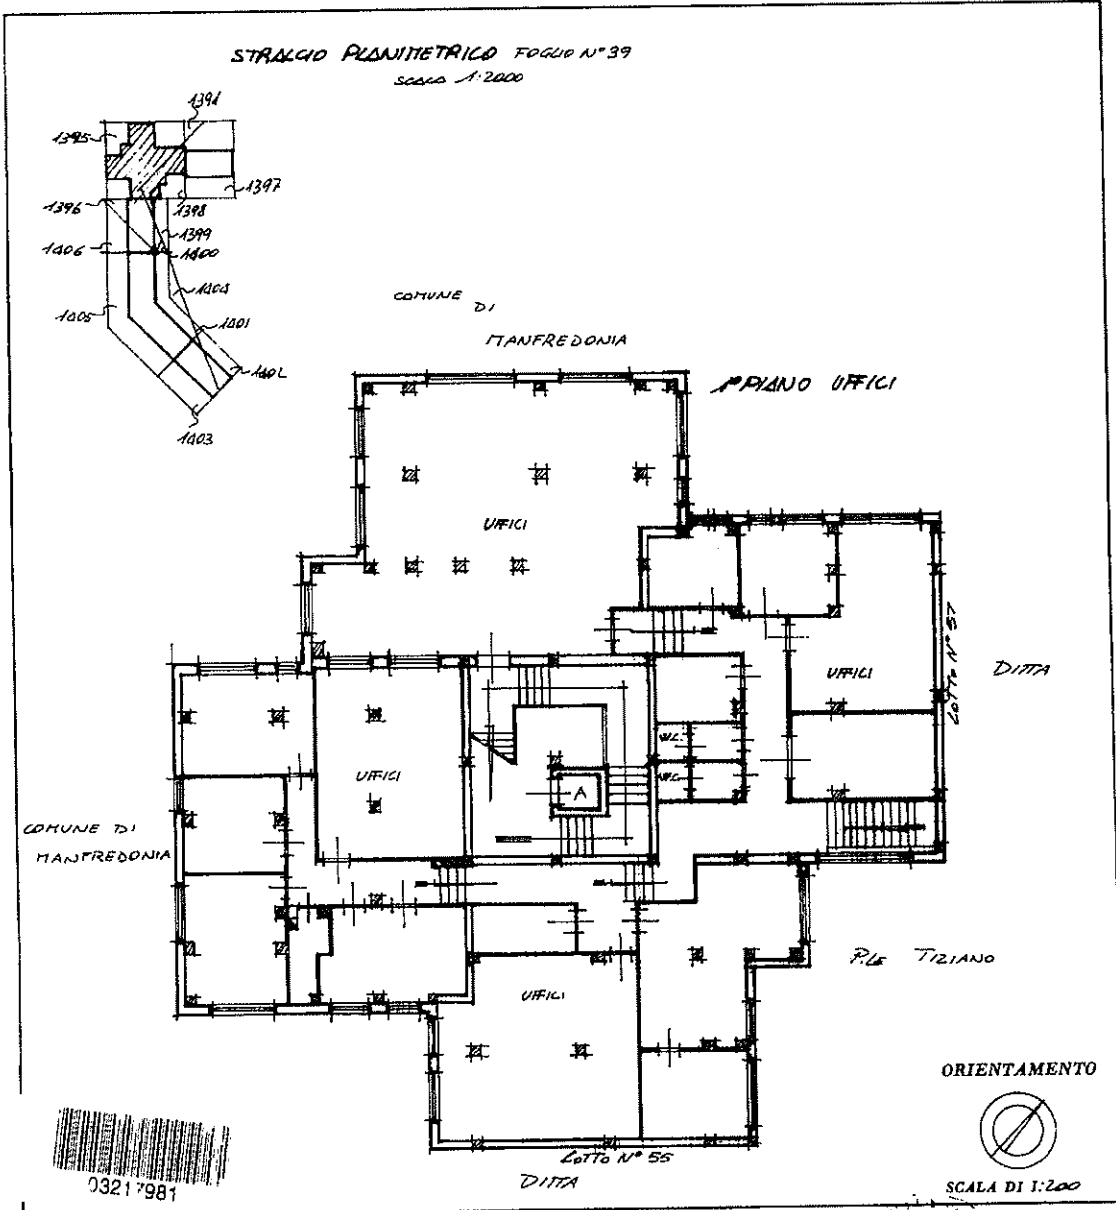 STRALCIO PLANIMETRICO FOGLIO N° 39
SCALA 1:2000
1394
1395
1397
1396
1398
1399
1406
1400
1404
1405
1401
1402
1403
COMUNE DI
MANFREDONIA
1° PIANO UFFICI
UFFICI
UFFICI
LOTTO N° 57
DITTA
W.C.
W.C.
UFFICI
A
COMUNE DI
MANFREDONIA
P.LE TIZIANO
UFFICI
ORIENTAMENTO
LOTTO N° 55
DITTA
SCALA DI 1:200
03217981